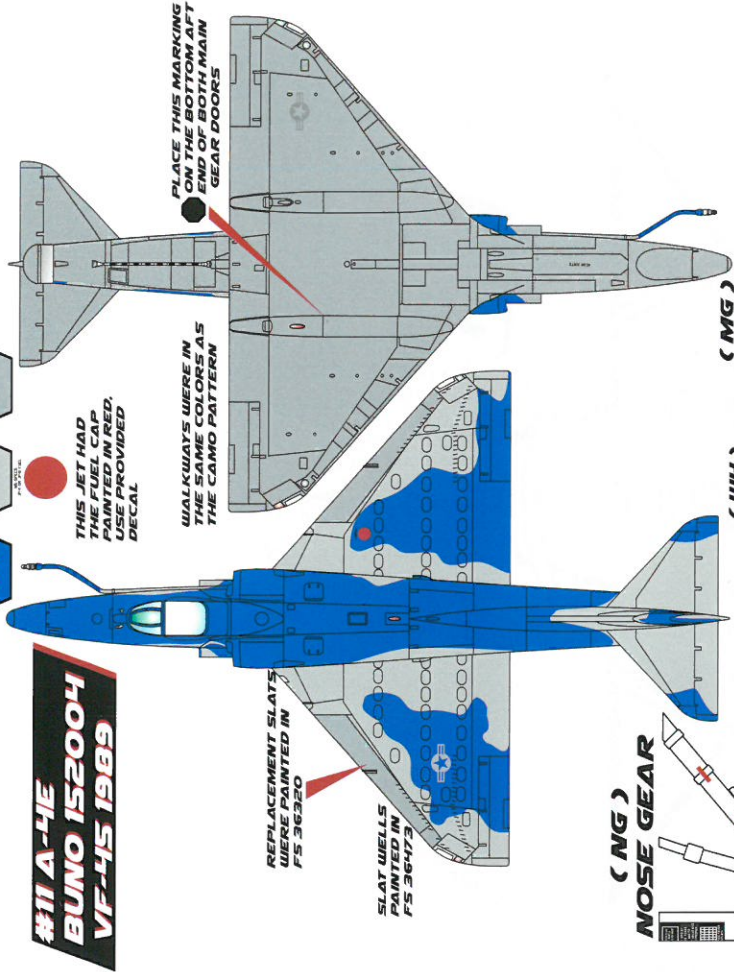 #11 A-4E
BUNO 152004
VF-45 1989
THIS JET HAD
THE FUEL CAP
PAINTED IN RED.
USE PROVIDED
DECAL
WALKWAYS WERE IN
THE SAME COLORS AS
THE CAMO PATTERN
PLACE THIS MARKING
ON THE BOTTOM AFT
END OF BOTH MAIN
GEAR DOORS
REPLACEMENT SLATS
WERE PAINTED IN
FS 36320
SLAT WELLS
PAINTED IN
FS 36473
( NG )
NOSE GEAR
( MG )